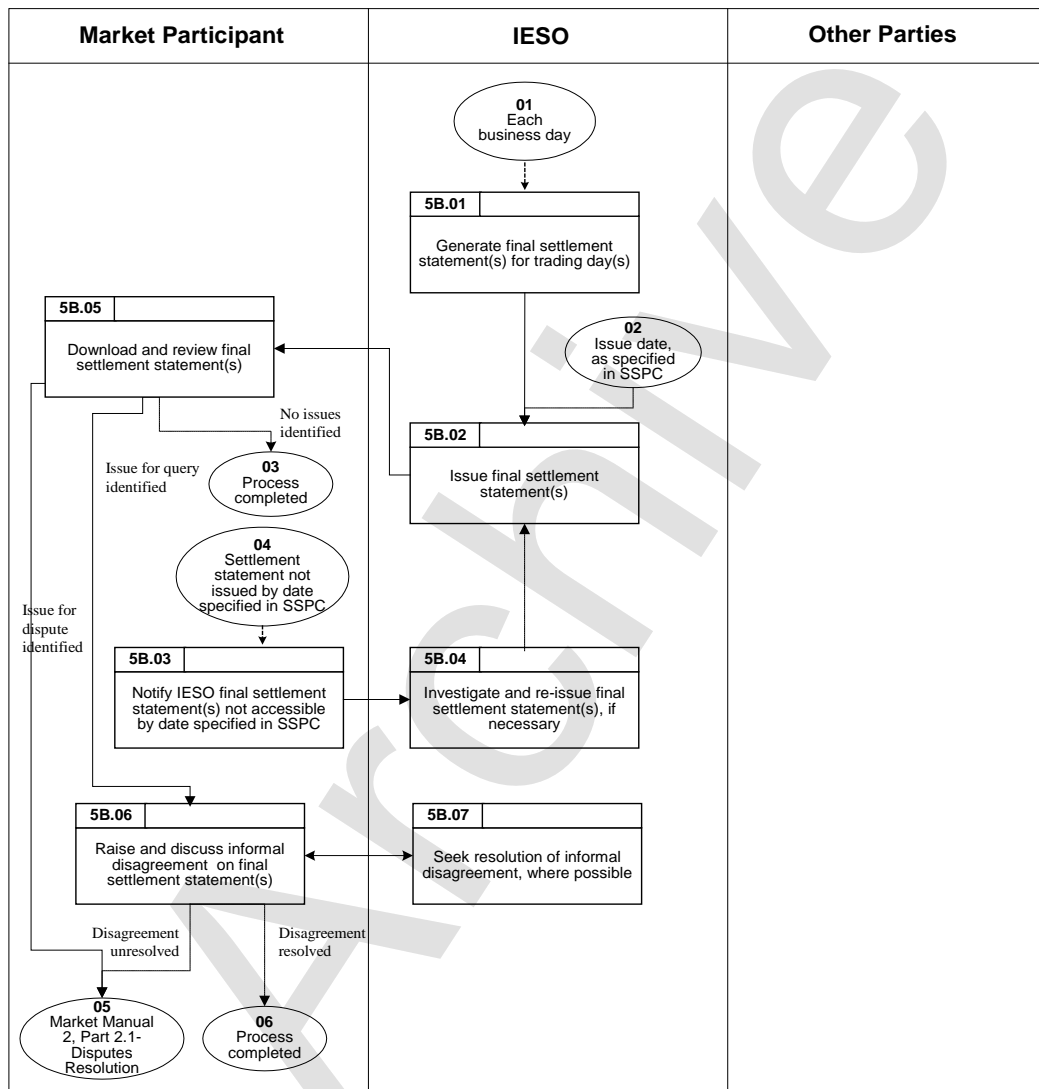 Market Participant
IESO
Other Parties
01
Each
business day
5B.01
Generate final settlement
statement(s) for trading day(s)
5B.05
Download and review final
settlement statement(s)
02
Issue date,
as specified
in SSPC
No issues
identified
5B.02
Issue final settlement
statement(s)
Issue for query
identified
03
Process
completed
04
Settlement
statement not
issued by date
specified in SSPC
Issue for
dispute
identified
5B.03
Notify IESO final settlement
statement(s) not accessible
by date specified in SSPC
5B.04
Investigate and re-issue final
settlement statement(s), if
necessary
5B.06
Raise and discuss informal
disagreement on final
settlement statement(s)
5B.07
Seek resolution of informal
disagreement, where possible
Disagreement
unresolved
Disagreement
resolved
05
Market Manual
2, Part 2.1-
Disputes
Resolution
06
Process
completed
Archive